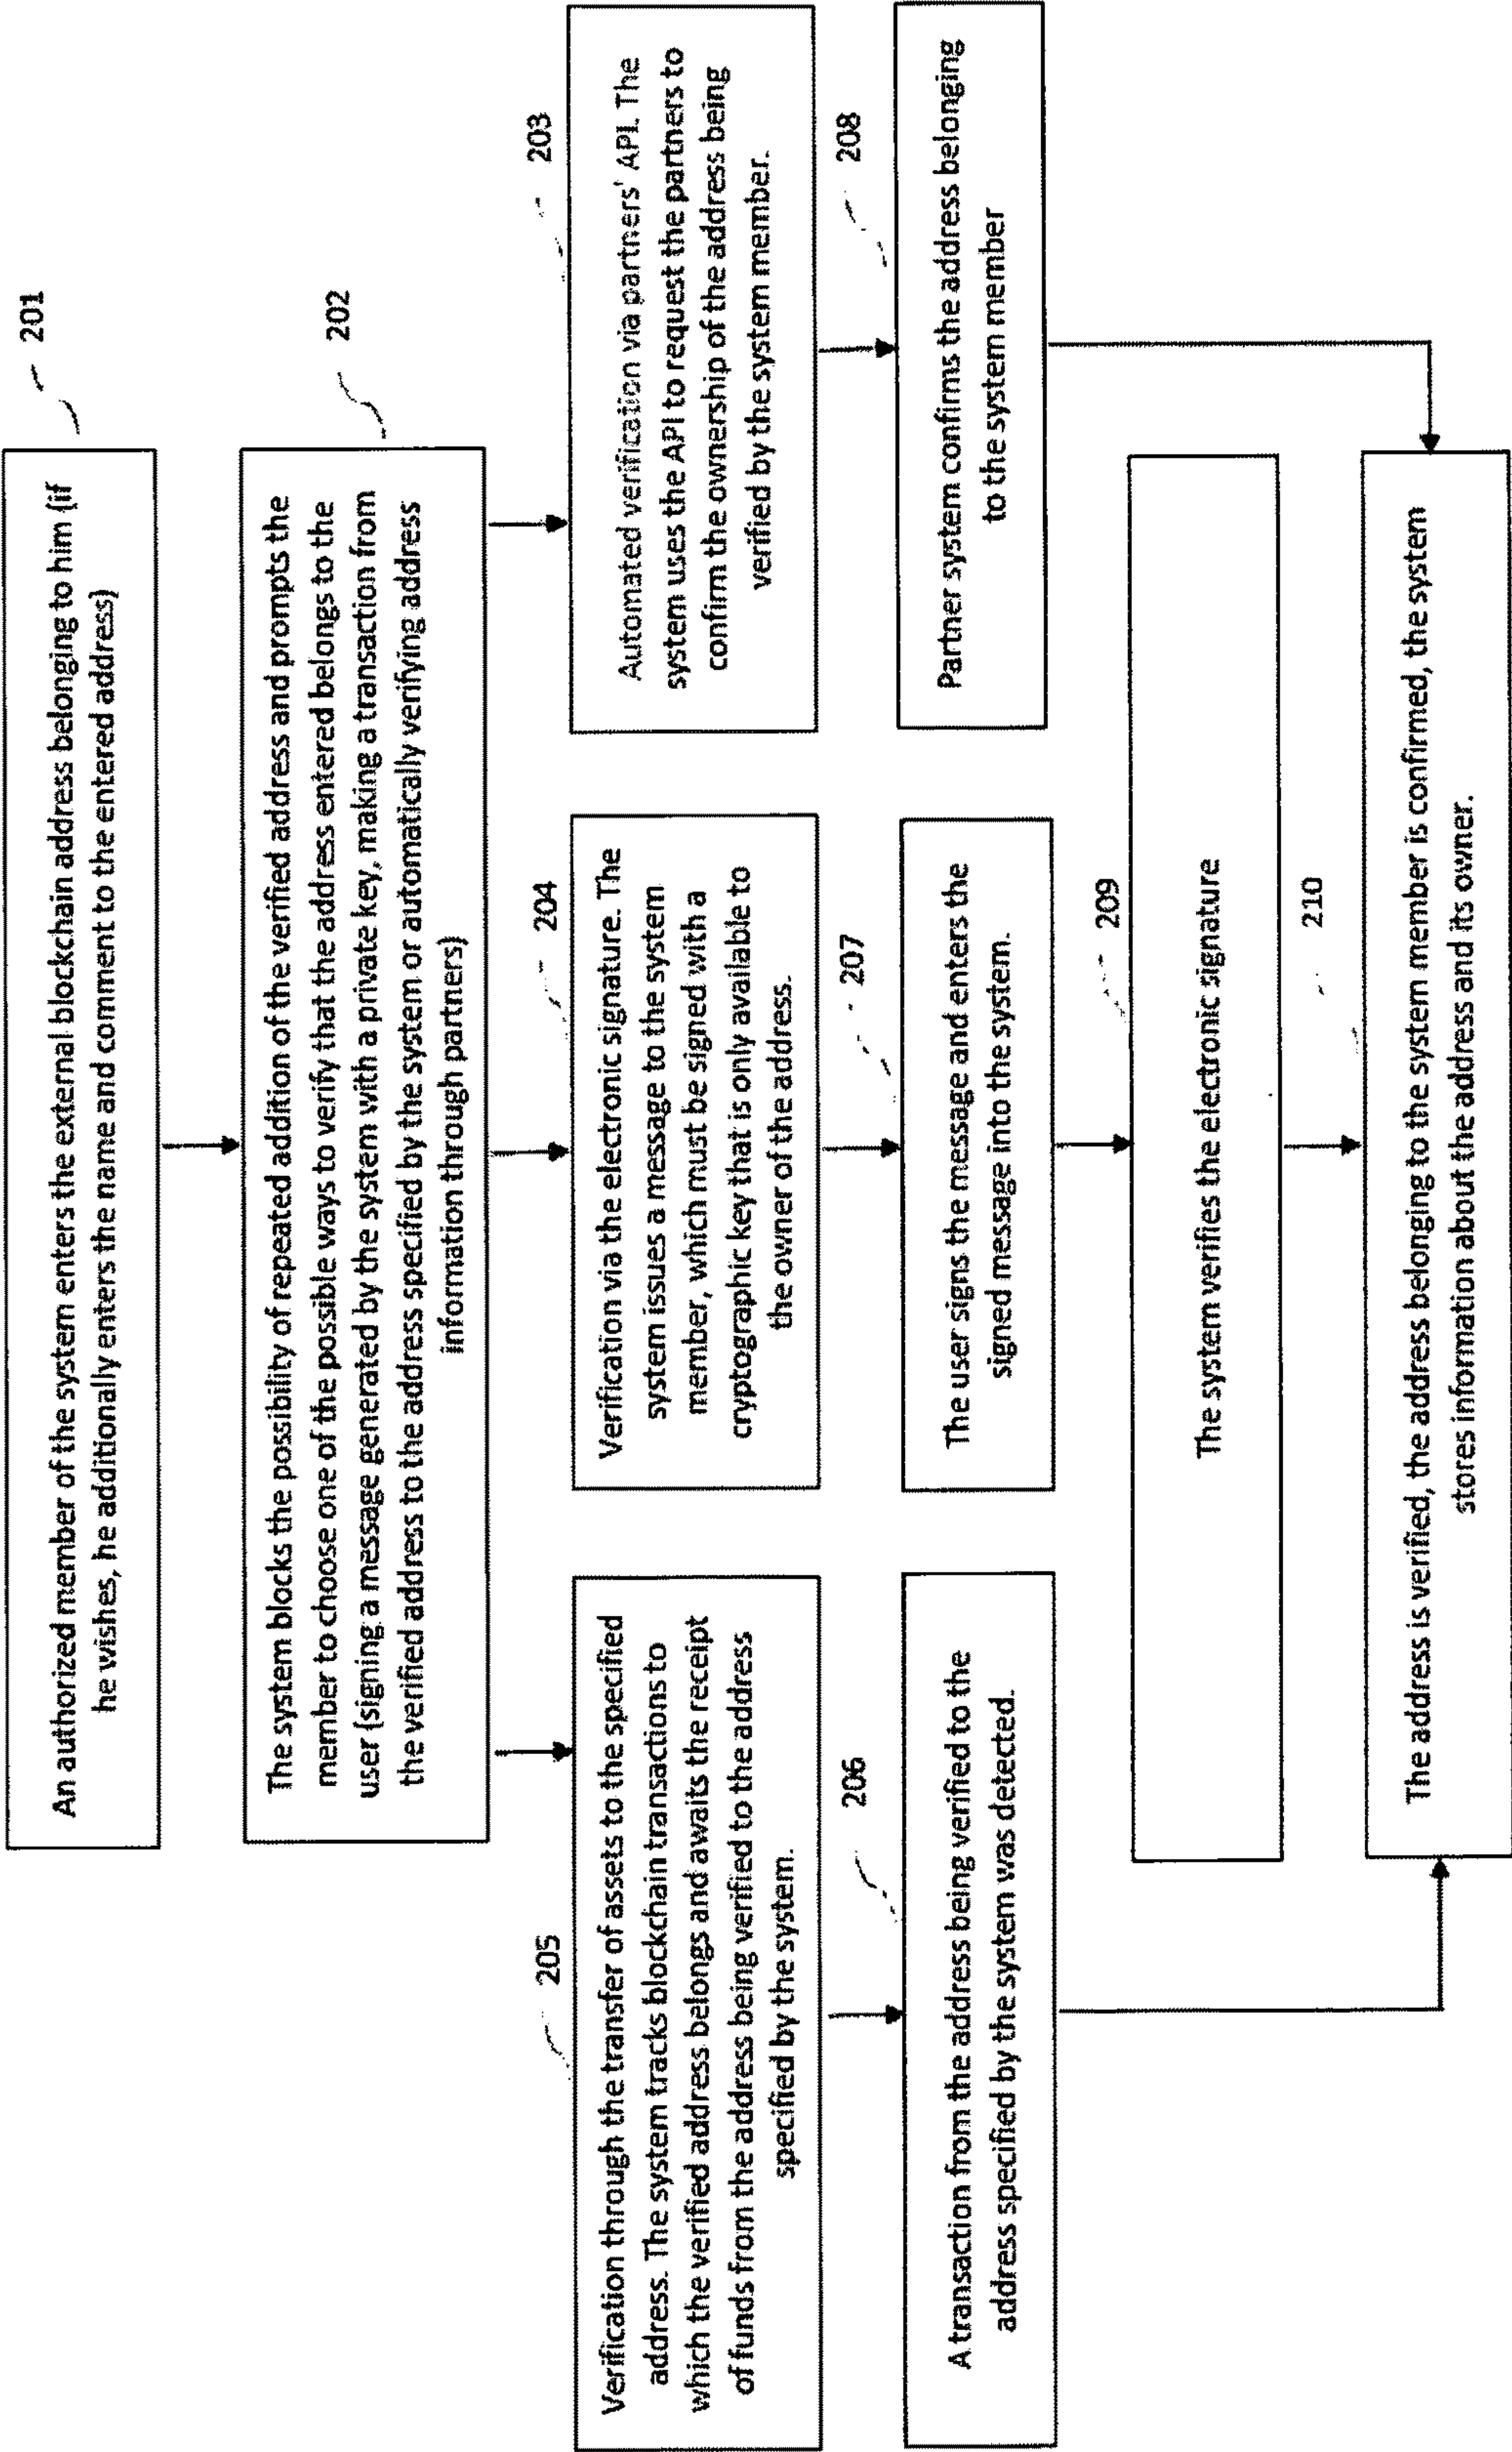 201
An authorized member of the system enters the external blockchain address belonging to him (if
he wishes, he additionally enters the name and comment to the entered address)
202
The system blocks the possibility of repeated addition of the verified address and prompts the
member to choose one of the possible ways to verify that the address entered belongs to the
user (signing a message generated by the system with a private key, making a transaction from
the verified address to the address specified by the system or automatically verifying address
information through partners)
205
Verification through the transfer of assets to the specified
address. The system tracks blockchain transactions to
which the verified address belongs and awaits the receipt
of funds from the address being verified to the address
specified by the system.
204
Verification via the electronic signature. The
system issues a message to the system
member, which must be signed with a
cryptographic key that is only available to
the owner of the address.
203
Automated verification via partners' API. The
system uses the API to request the partners to
confirm the ownership of the address being
verified by the system member.
206
A transaction from the address being verified to the
address specified by the system was detected.
207
The user signs the message and enters the
signed message into the system.
208
Partner system confirms the address belonging
to the system member
209
The system verifies the electronic signature
210
The address is verified, the address belonging to the system member is confirmed, the system
stores information about the address and its owner.